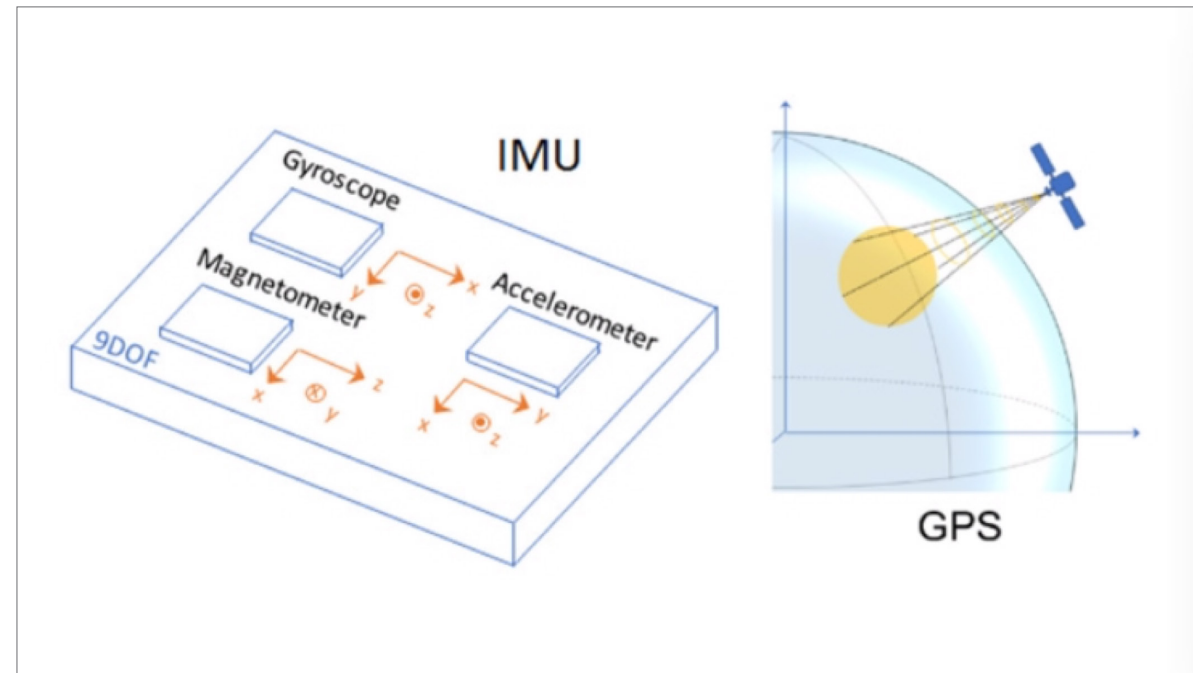 IMU
Gyroscope
x
y
z
Magnetometer
z
x
y
Accelerometer
y
x
z
9DOF
GPS